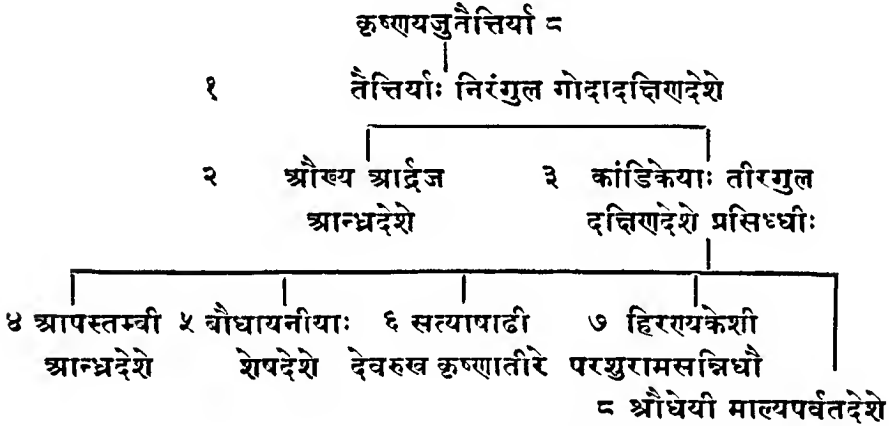 कृष्णयजुतैत्तिर्या ८
१ तैत्तिर्याः निरंगुल गोदादक्षिणदेशे
२ औख्य आर्द्रज ३ कांडिकेयाः तीरगुल
आन्ध्रदेशे दक्षिणदेशे प्रसिध्धीः
४ आपस्तम्वी ५ बौधायनीयाः ६ सत्याषाढी ७ हिरण्यकेशी
आन्ध्रदेशे शेषदेशे देवरुख कृष्णातीरे परशुरामसन्निधौ
८ श्रौधेयी माल्यपर्वतदेशे